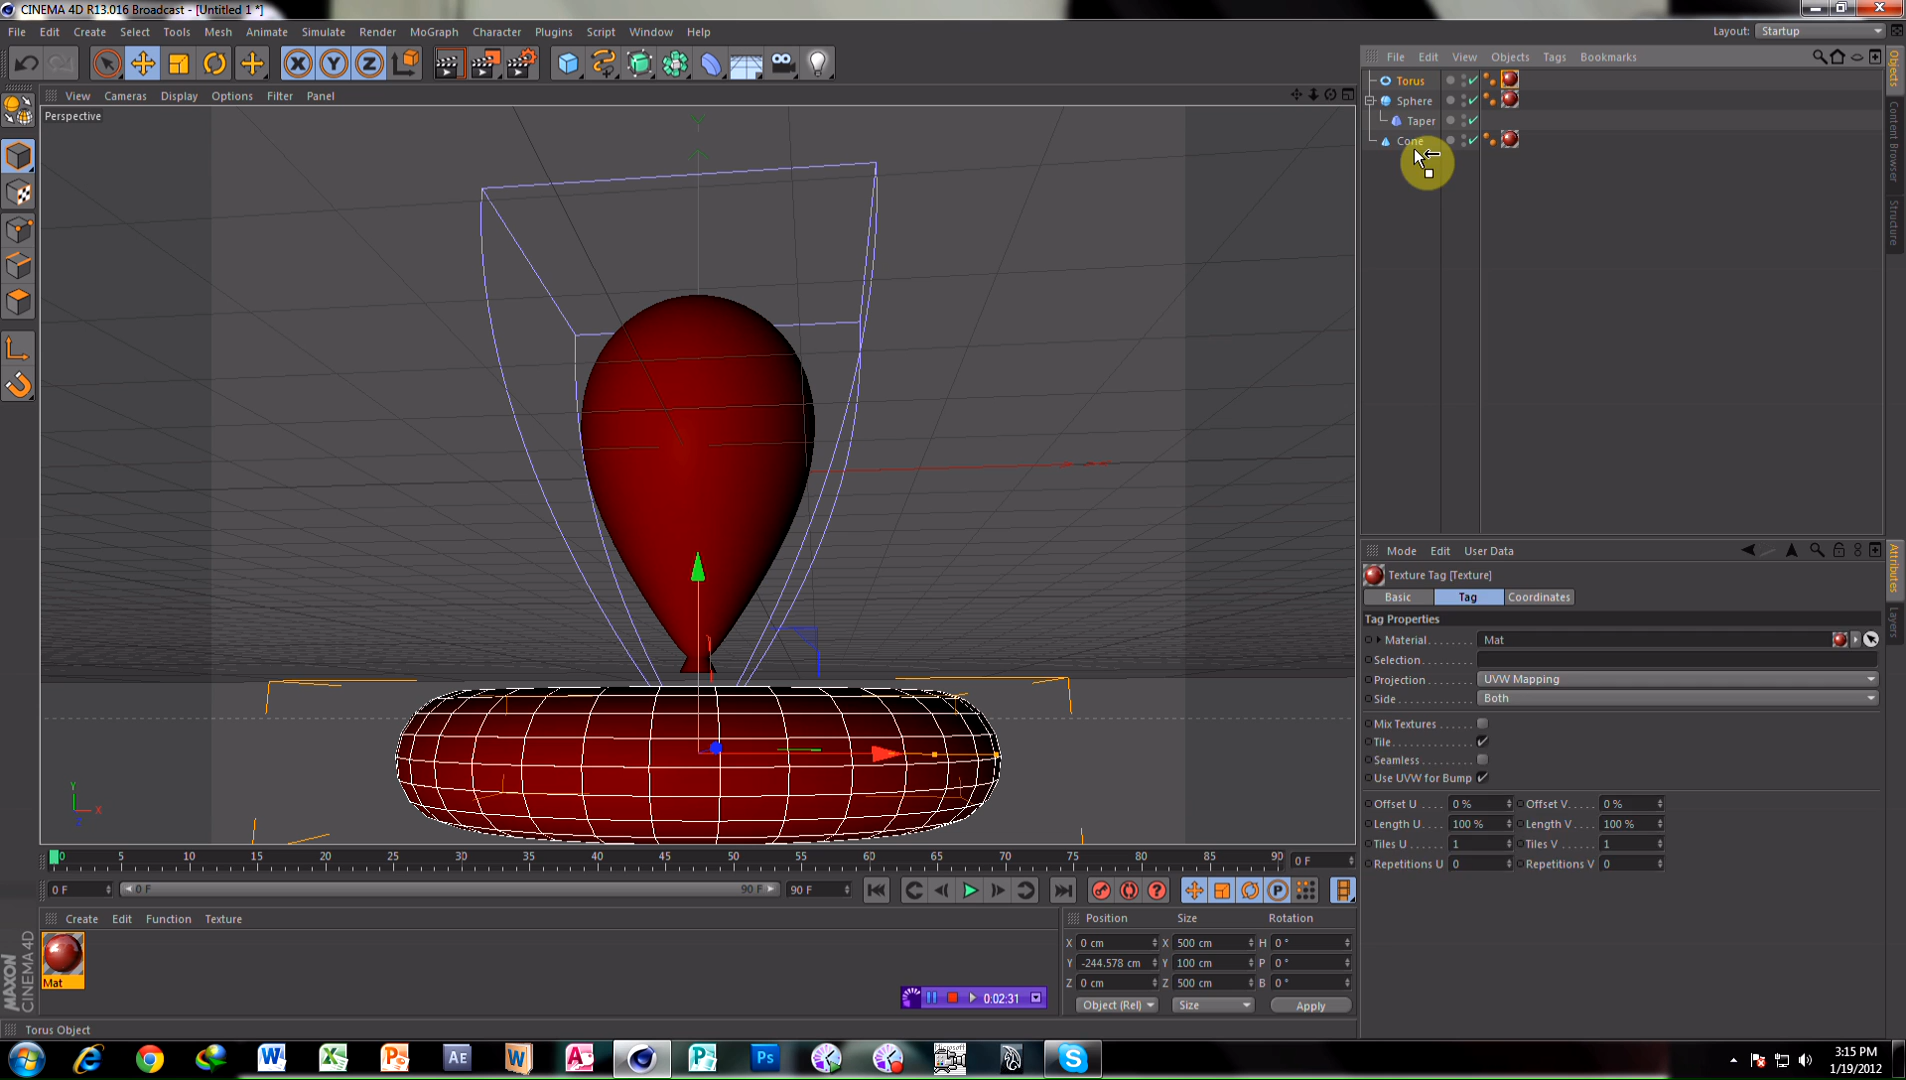 CINEMA 4D R13.016 Broadcast - [Untitled 1 *]
File Edit Create Select Tools Mesh Animate Simulate Render MoGraph Character Plugins Script Window Help
Layout: Startup
File Edit View Objects Tags Bookmarks
View Cameras Display Options Filter Panel
Perspective
Torus
Sphere
Taper
Cone
Objects
Content Browser
Structure
Mode Edit User Data
Texture Tag [Texture]
Basic Tag Coordinates
Tag Properties
Material Mat
Selection
Projection UVW Mapping
Side Both
Mix Textures
Tile
Seamless
Use UVW for Bump
Offset U 0 % Offset V 0 %
Length U 100 % Length V 100 %
Tiles U 1 Tiles V 1
Repetitions U 0 Repetitions V 0
Attributes
Layers
Y
X
0 5 10 15 20 25 30 35 40 45 50 55 60 65 70 75 80 85 90 0 F
0 F 0 F 90 F 90 F
Create Edit Function Texture
Mat
Position Size Rotation
X 0 cm X 500 cm H 0 °
Y -244.578 cm Y 100 cm P 0 °
Z 0 cm Z 500 cm B 0 °
Object (Rel) Size Apply
0:02:31
MAXON
CINEMA 4D
Torus Object
3:15 PM
1/19/2012